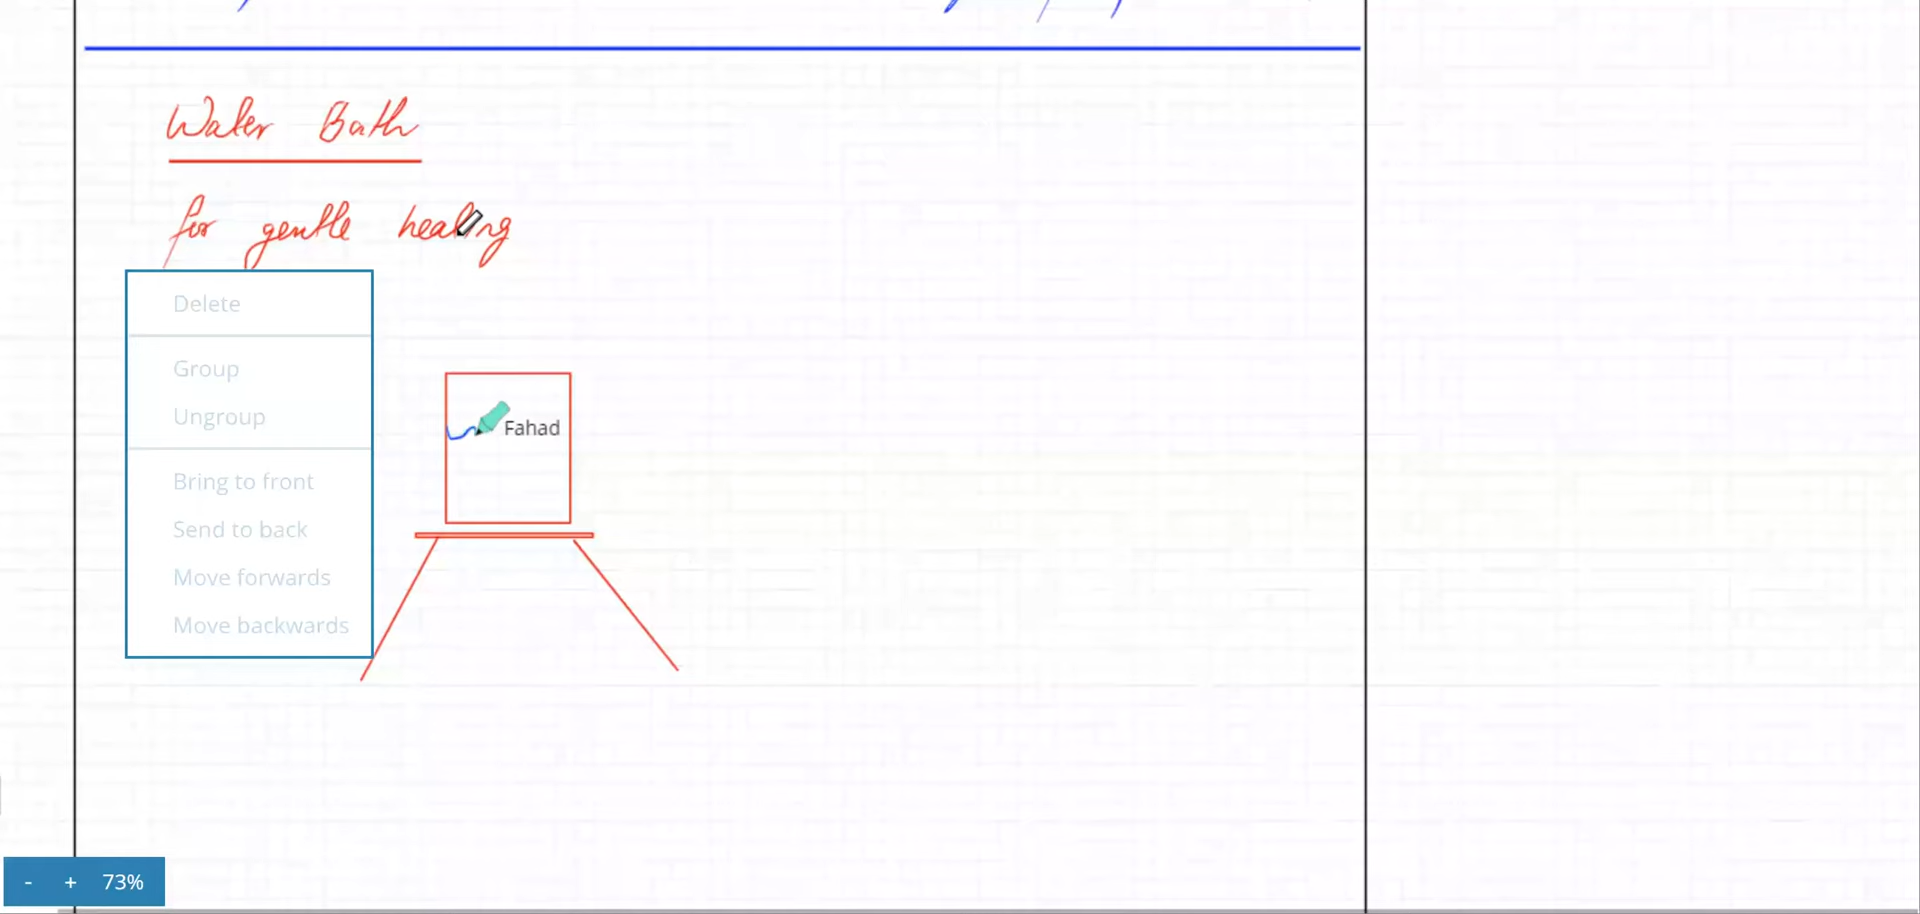 Water Bath
for gentle healing
Delete
Group
Ungroup
Bring to front
Send to back
Move forwards
Move backwards
Fahad
- + 73%